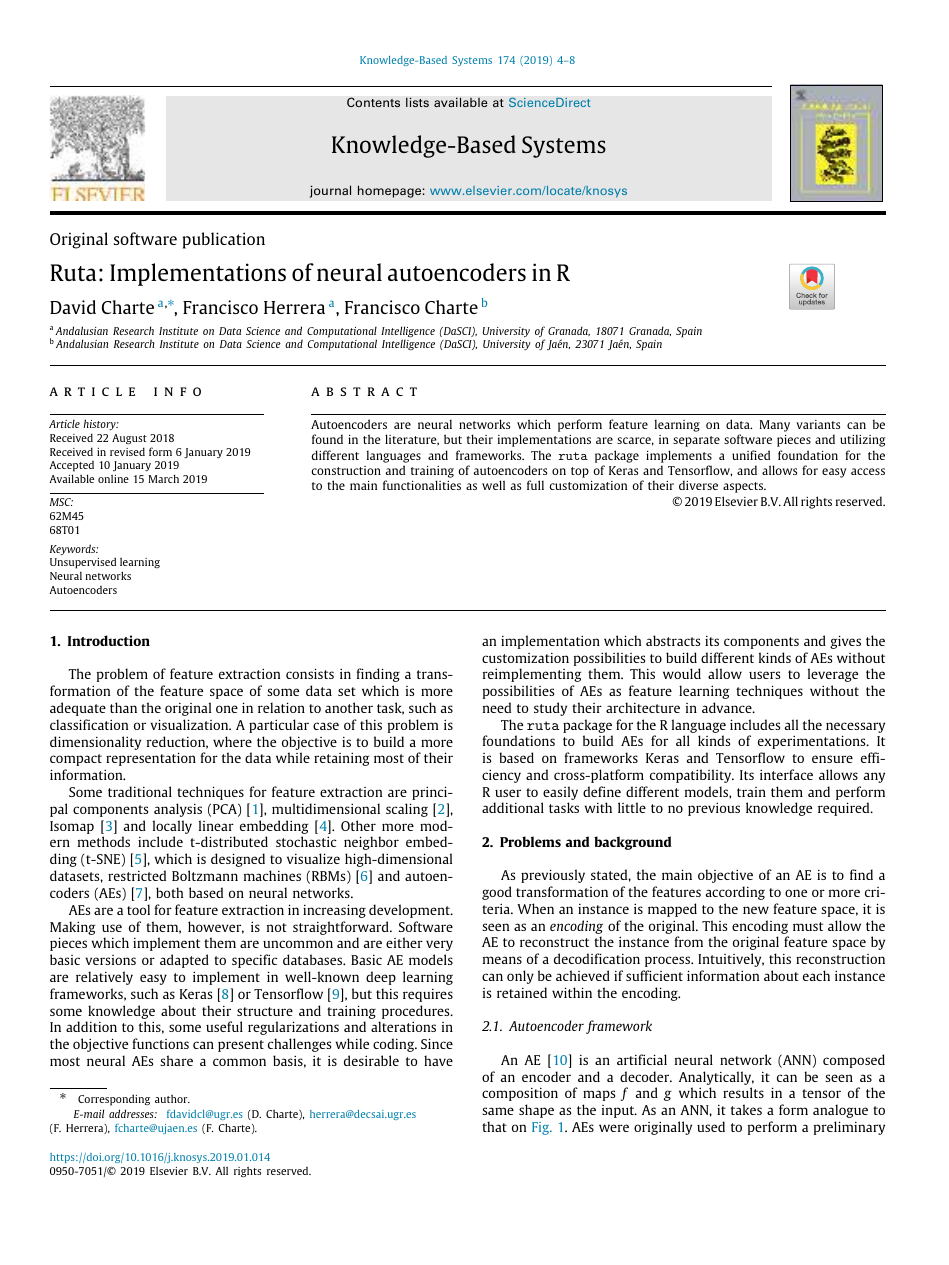 Knowledge-Based Systems 174 (2019) 4–8
Contents lists available at ScienceDirect
Knowledge-Based Systems
journal homepage: www.elsevier.com/locate/knosys
ELSEVIER
Original software publication
Ruta: Implementations of neural autoencoders in R
Check for
updates
David Charte a,*, Francisco Herrera a, Francisco Charte b
a Andalusian Research Institute on Data Science and Computational Intelligence (DaSCI), University of Granada, 18071 Granada, Spain
b Andalusian Research Institute on Data Science and Computational Intelligence (DaSCI), University of Jaén, 23071 Jaén, Spain
ARTICLE INFO
Article history:
Received 22 August 2018
Received in revised form 6 January 2019
Accepted 10 January 2019
Available online 15 March 2019
MSC:
62M45
68T01
Keywords:
Unsupervised learning
Neural networks
Autoencoders
ABSTRACT
Autoencoders are neural networks which perform feature learning on data. Many variants can be
found in the literature, but their implementations are scarce, in separate software pieces and utilizing
different languages and frameworks. The ruta package implements a unified foundation for the
construction and training of autoencoders on top of Keras and Tensorflow, and allows for easy access
to the main functionalities as well as full customization of their diverse aspects.
© 2019 Elsevier B.V. All rights reserved.
1. Introduction
The problem of feature extraction consists in finding a trans-
formation of the feature space of some data set which is more
adequate than the original one in relation to another task, such as
classification or visualization. A particular case of this problem is
dimensionality reduction, where the objective is to build a more
compact representation for the data while retaining most of their
information.
Some traditional techniques for feature extraction are princi-
pal components analysis (PCA) [1], multidimensional scaling [2],
Isomap [3] and locally linear embedding [4]. Other more mod-
ern methods include t-distributed stochastic neighbor embed-
ding (t-SNE) [5], which is designed to visualize high-dimensional
datasets, restricted Boltzmann machines (RBMs) [6] and autoen-
coders (AEs) [7], both based on neural networks.
AEs are a tool for feature extraction in increasing development.
Making use of them, however, is not straightforward. Software
pieces which implement them are uncommon and are either very
basic versions or adapted to specific databases. Basic AE models
are relatively easy to implement in well-known deep learning
frameworks, such as Keras [8] or Tensorflow [9], but this requires
some knowledge about their structure and training procedures.
In addition to this, some useful regularizations and alterations in
the objective functions can present challenges while coding. Since
most neural AEs share a common basis, it is desirable to have
* Corresponding author.
E-mail addresses: fdavidcl@ugr.es (D. Charte), herrera@decsai.ugr.es
(F. Herrera), fcharte@ujaen.es (F. Charte).
an implementation which abstracts its components and gives the
customization possibilities to build different kinds of AEs without
reimplementing them. This would allow users to leverage the
possibilities of AEs as feature learning techniques without the
need to study their architecture in advance.
The ruta package for the R language includes all the necessary
foundations to build AEs for all kinds of experimentations. It
is based on frameworks Keras and Tensorflow to ensure effi-
ciency and cross-platform compatibility. Its interface allows any
R user to easily define different models, train them and perform
additional tasks with little to no previous knowledge required.
2. Problems and background
As previously stated, the main objective of an AE is to find a
good transformation of the features according to one or more cri-
teria. When an instance is mapped to the new feature space, it is
seen as an encoding of the original. This encoding must allow the
AE to reconstruct the instance from the original feature space by
means of a decodification process. Intuitively, this reconstruction
can only be achieved if sufficient information about each instance
is retained within the encoding.
2.1. Autoencoder framework
An AE [10] is an artificial neural network (ANN) composed
of an encoder and a decoder. Analytically, it can be seen as a
composition of maps f and g which results in a tensor of the
same shape as the input. As an ANN, it takes a form analogue to
that on Fig. 1. AEs were originally used to perform a preliminary
https://doi.org/10.1016/j.knosys.2019.01.014
0950-7051/© 2019 Elsevier B.V. All rights reserved.